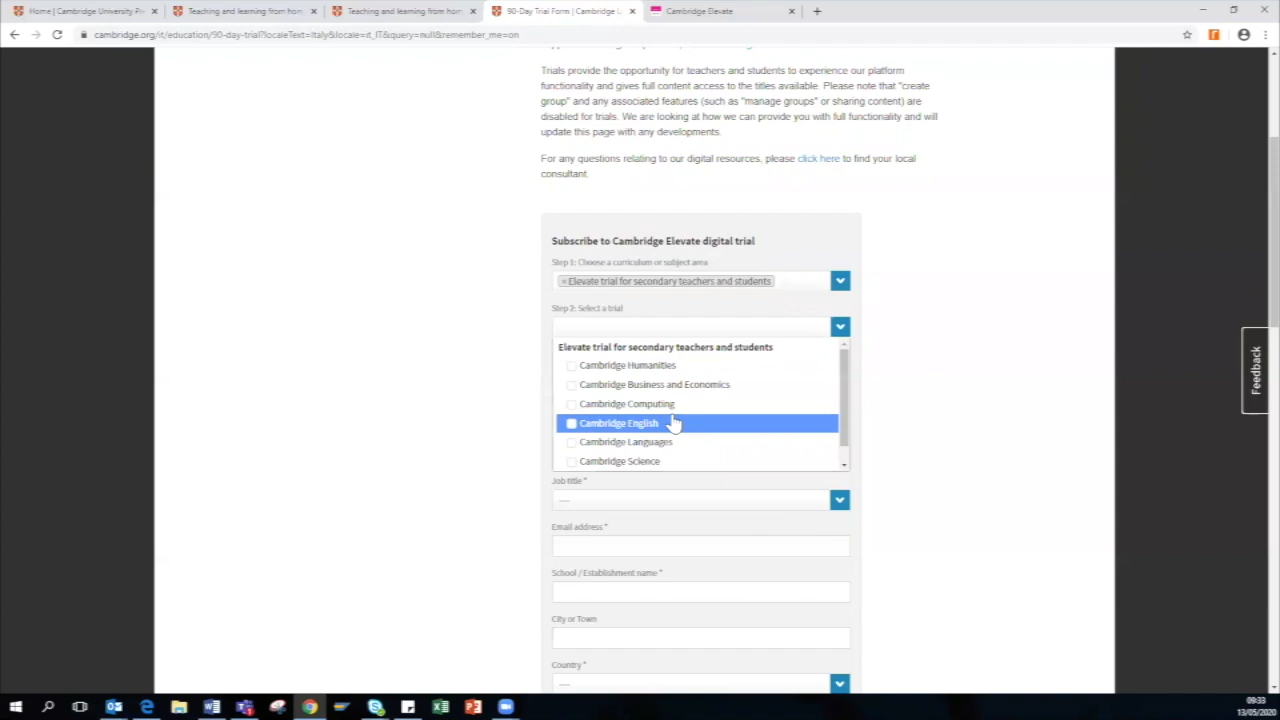 Home | Cambridge University Pr
Teaching and learning from hom
Teaching and learning from hom
90-Day Trial Form | Cambridge U
Cambridge Elevate
cambridge.org/it/education/90-day-trial?localeText=Italy&locale=it_IT&query=null&remember_me=on
Trials provide the opportunity for teachers and students to experience our platform
functionality and gives full content access to the titles available. Please note that "create
group" and any associated features (such as "manage groups" or sharing content) are
disabled for trials. We are looking at how we can provide you with full functionality and will
update this page with any developments.
For any questions relating to our digital resources, please click here to find your local
consultant.
Subscribe to Cambridge Elevate digital trial
Step 1: Choose a curriculum or subject area
× Elevate trial for secondary teachers and students
Step 2: Select a trial
Elevate trial for secondary teachers and students
Cambridge Humanities
Cambridge Business and Economics
Cambridge Computing
Cambridge English
Cambridge Languages
Cambridge Science
Job title *
----
Email address *
School / Establishment name *
City or Town
Country *
----
Feedback
09:33
13/05/2020